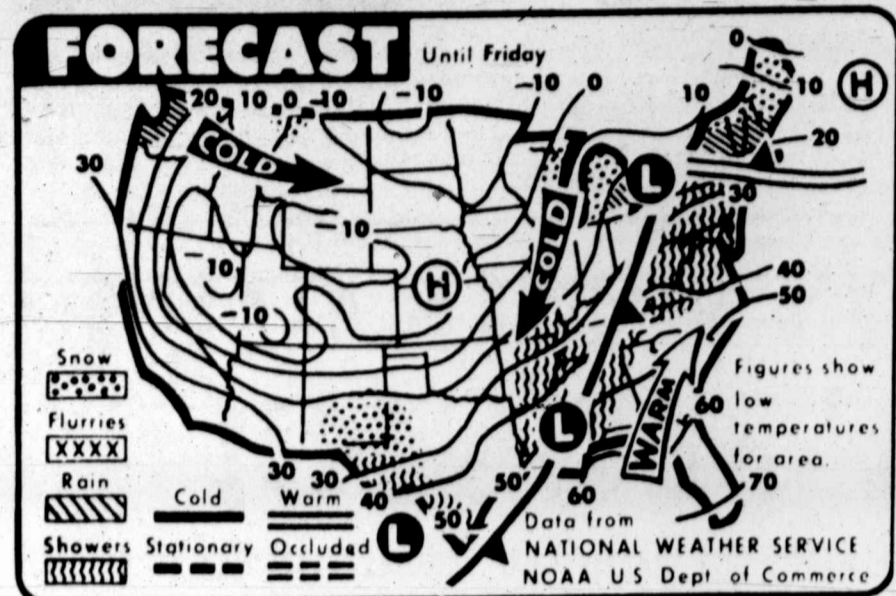 FORECAST
Until Friday
20 10 0 -10
-10
-10
0
10
0
10
H
20
COLD
30
L
30
COLD
-10
-10
H
40
50
-10
Snow
Flurries
XXXX
Rain
Showers
Cold
Warm
Stationary
Occluded
WARM
Figures show
low
temperatures
for area.
60
70
L
30
30
40
50
50
60
L
Data from
NATIONAL WEATHER SERVICE
NOAA US Dept of Commerce